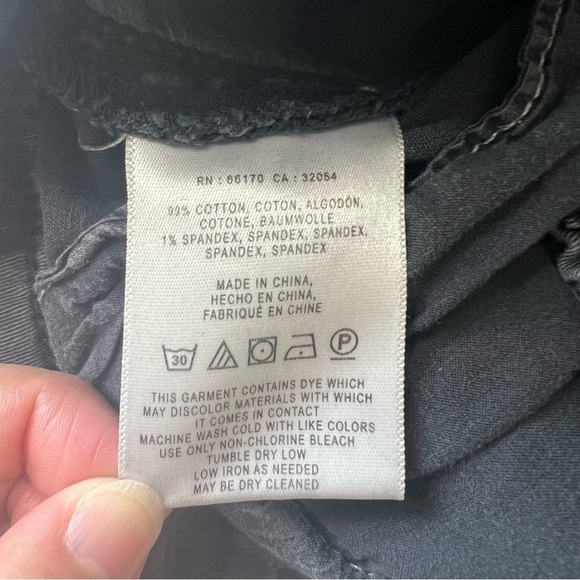 RN : 66170 CA : 32054
99% COTTON, COTON, ALGODÓN,
COTONE, BAUMWOLLE
1% SPANDEX, SPANDEX, SPANDEX,
SPANDEX, SPANDEX
MADE IN CHINA,
HECHO EN CHINA,
FABRIQUÉ EN CHINE
30 P
THIS GARMENT CONTAINS DYE WHICH
MAY DISCOLOR MATERIALS WITH WHICH
IT COMES IN CONTACT
MACHINE WASH COLD WITH LIKE COLORS
USE ONLY NON-CHLORINE BLEACH
TUMBLE DRY LOW
LOW IRON AS NEEDED
MAY BE DRY CLEANED